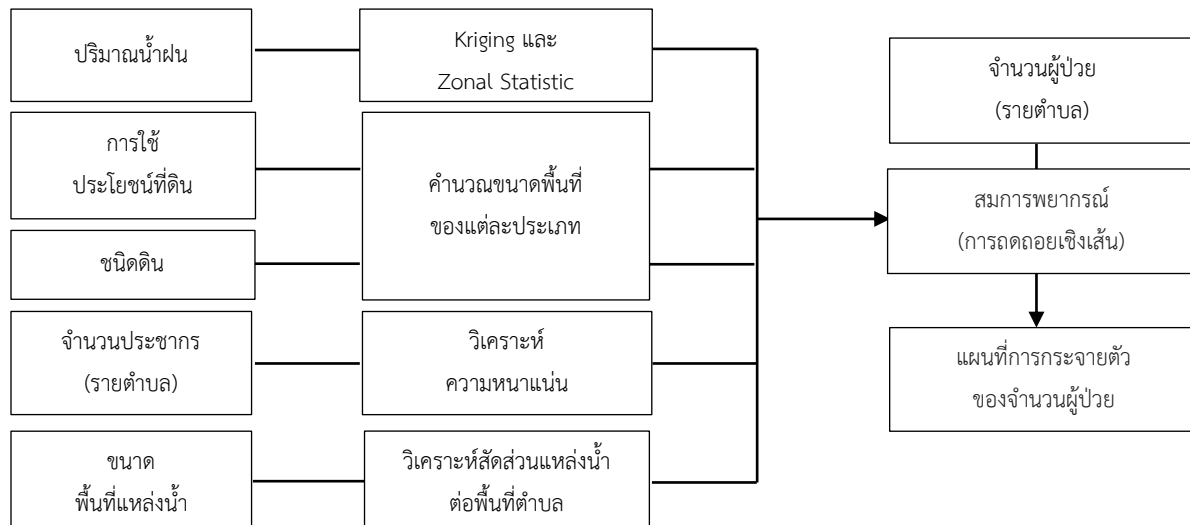 ปริมาณน้ำฝน
Kriging และ
Zonal Statistic
การใช้
ประโยชน์ที่ดิน
คำนวณขนาดพื้นที่
ของแต่ละประเภท
ชนิดดิน
จำนวนประชากร
(รายตำบล)
วิเคราะห์
ความหนาแน่น
ขนาด
พื้นที่แหล่งน้ำ
วิเคราะห์สัดส่วนแหล่งน้ำ
ต่อพื้นที่ตำบล
จำนวนผู้ป่วย
(รายตำบล)
สมการพยากรณ์
(การถดถอยเชิงเส้น)
แผนที่การกระจายตัว
ของจำนวนผู้ป่วย